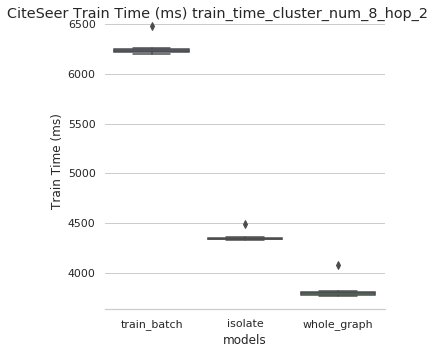 CiteSeer Train Time (ms) train_time_cluster_num_8_hop_2
6500
6000
5500
5000
4500
4000
Train Time (ms)
train_batch isolate whole_graph
models